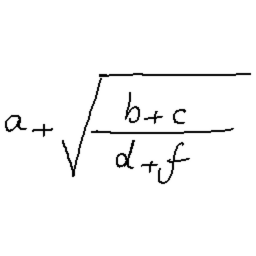 a + √((b + c)/(d + f))